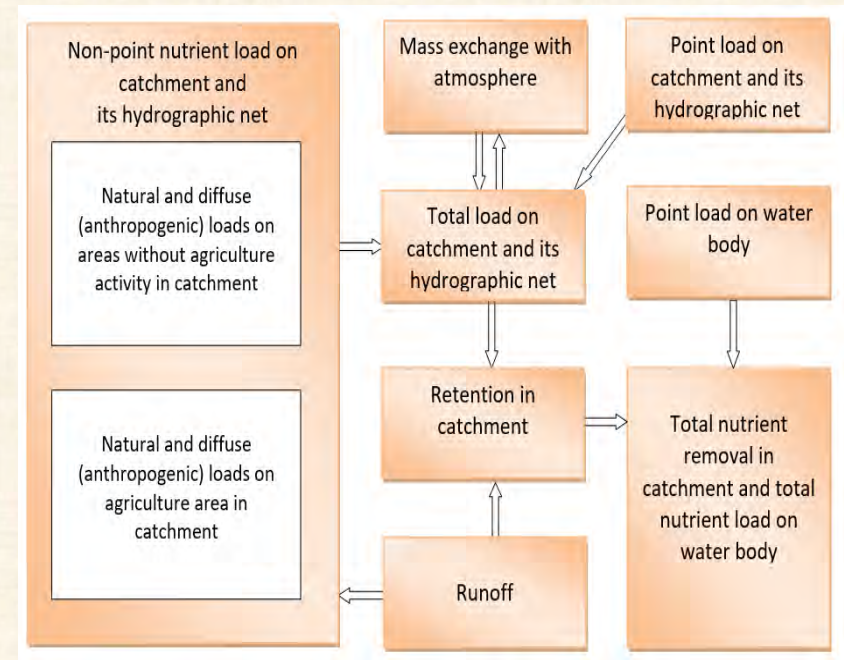 Non-point nutrient load on
catchment and
its hydrographic net
Natural and diffuse
(anthropogenic) loads on
areas without agriculture
activity in catchment
Natural and diffuse
(anthropogenic) loads on
agriculture area in
catchment
Mass exchange with
atmosphere
Point load on
catchment and its
hydrographic net
Total load on
catchment and its
hydrographic net
Point load on water
body
Retention in
catchment
Total nutrient
removal in
catchment and total
nutrient load on
water body
Runoff